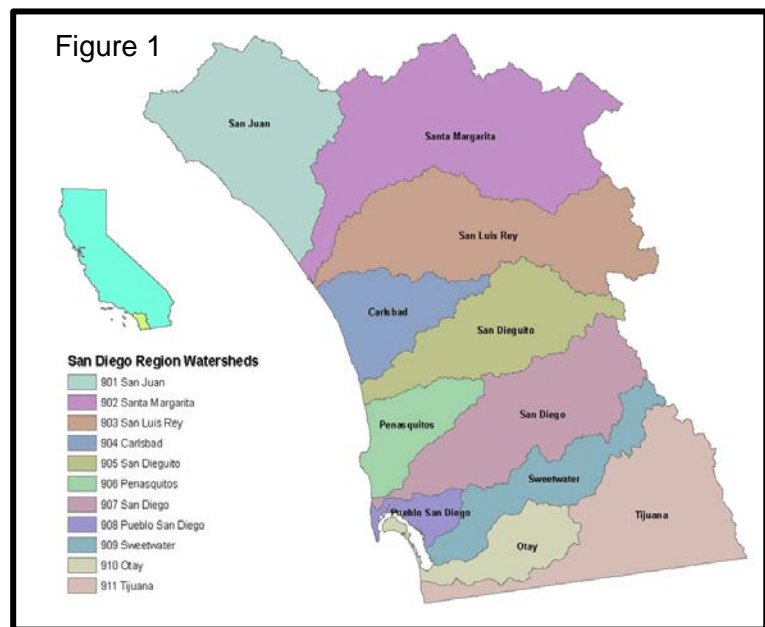 Figure 1
San Juan
Santa Margarita
San Luis Rey
Carlsbad
San Dieguito
San Diego Region Watersheds
901 San Juan
902 Santa Margarita
903 San Luis Rey
904 Carlsbad
905 San Dieguito
906 Penasquitos
907 San Diego
908 Pueblo San Diego
909 Sweetwater
910 Otay
911 Tijuana
Penasquitos
San Diego
Sweetwater
Pueblo San Diego
Tijuana
Otay